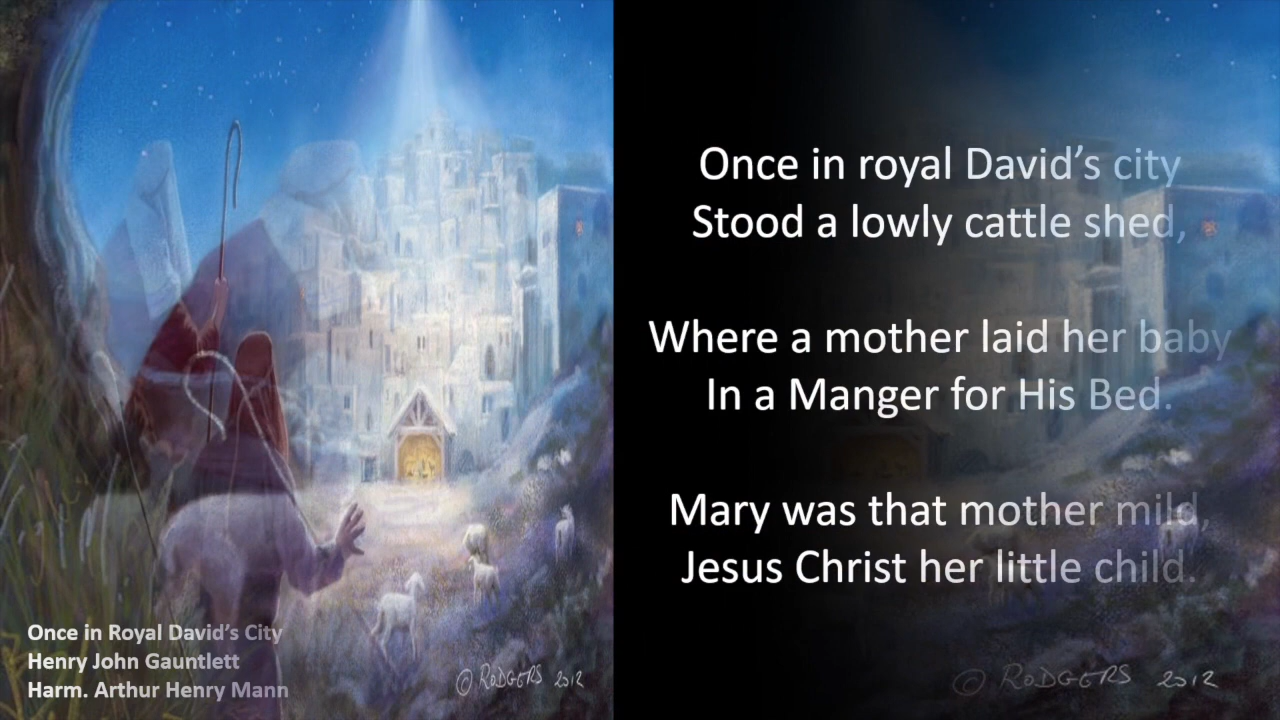 Once in royal David’s city
Stood a lowly cattle shed,
Where a mother laid her baby
In a Manger for His Bed.
Mary was that mother mild,
Jesus Christ her little child.
Once in Royal David’s City
Henry John Gauntlett
Harm. Arthur Henry Mann
© RODGERS 2012
© RODGERS 2012